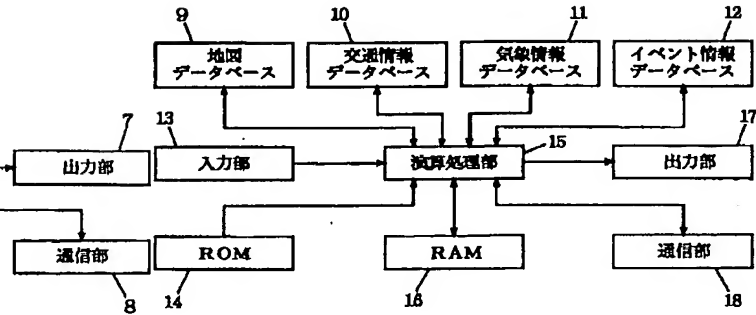 9
10
11
12
地図
データベース
交通情報
データベース
気象情報
データベース
イベント情報
データベース
7
13
15
17
出力部
入力部
演算処理部
出力部
通信部
ROM
RAM
通信部
8
14
16
18